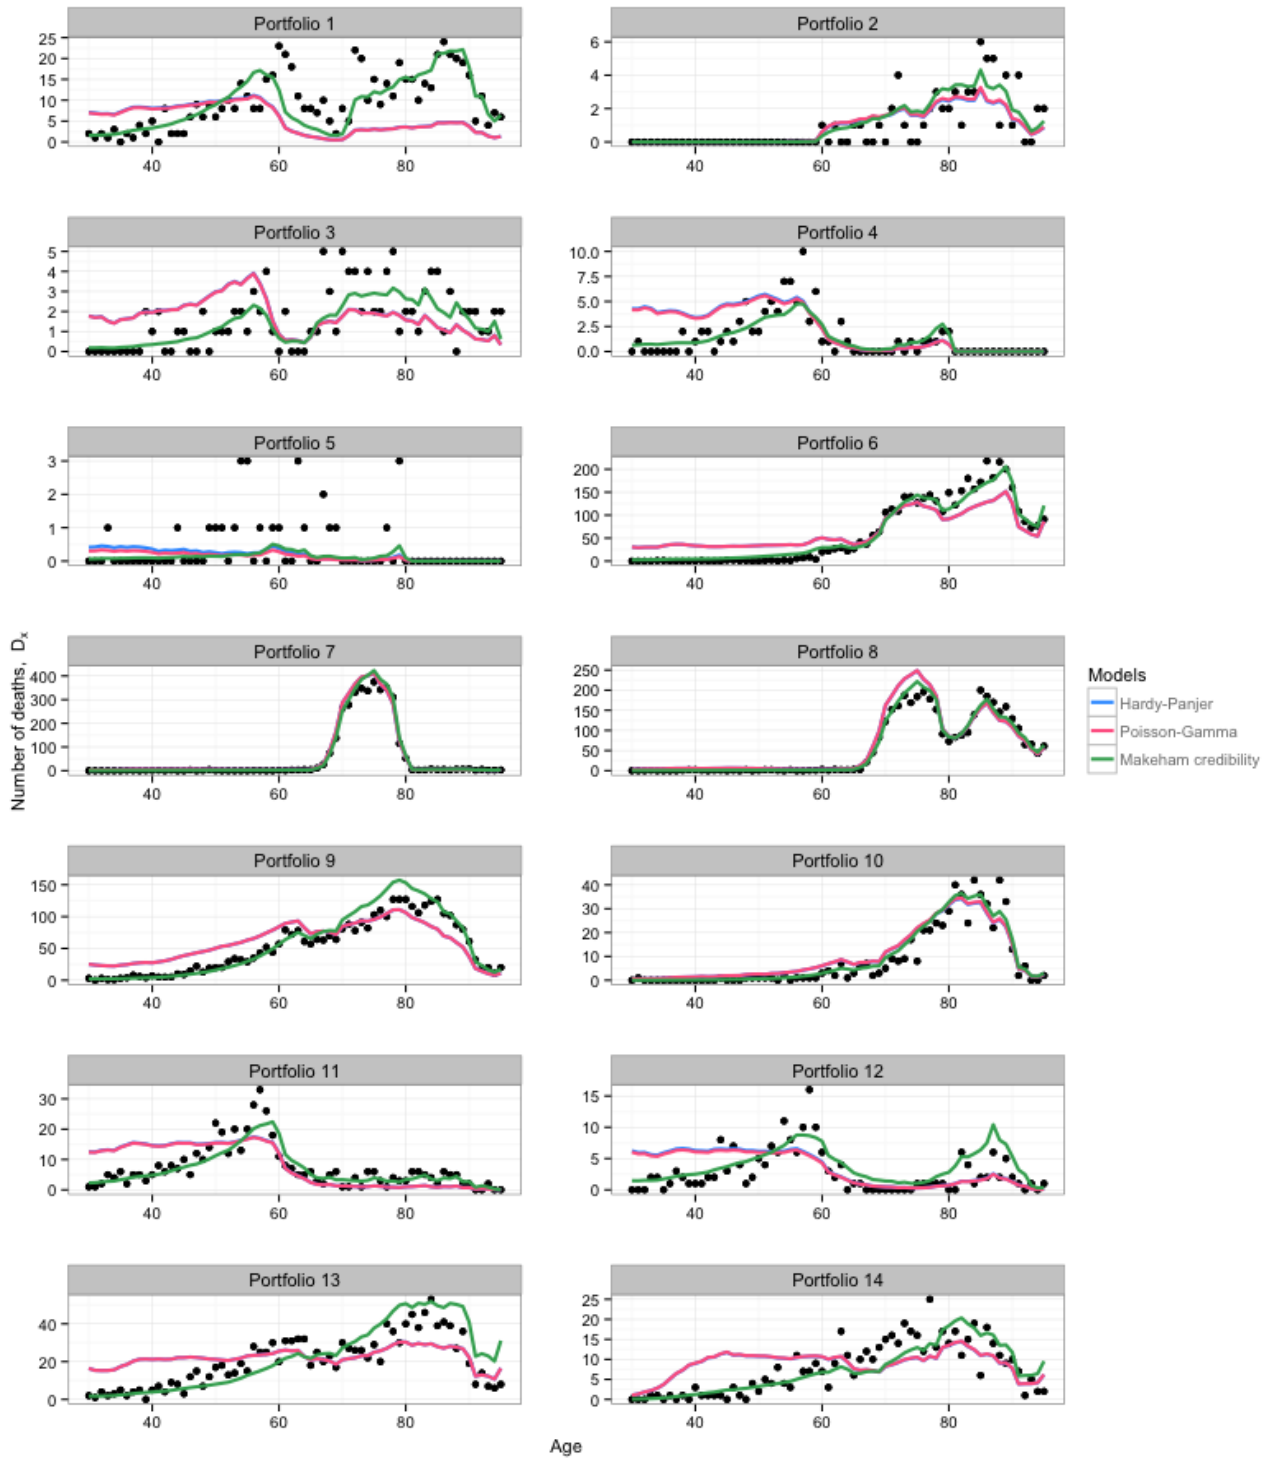 Portfolio 1
25
20
15
10
5
0
40 60 80
Portfolio 2
6
4
2
0
40 60 80
Portfolio 3
5
4
3
2
1
0
40 60 80
Portfolio 4
10.0
7.5
5.0
2.5
0.0
40 60 80
Portfolio 5
3
2
1
0
40 60 80
Portfolio 6
200
150
100
50
0
40 60 80
Number of deaths, Dx
Portfolio 7
400
300
200
100
0
40 60 80
Portfolio 8
250
200
150
100
50
0
40 60 80
Models
Hardy-Panjer
Poisson-Gamma
Makeham credibility
Portfolio 9
150
100
50
0
40 60 80
Portfolio 10
40
30
20
10
0
40 60 80
Portfolio 11
30
20
10
0
40 60 80
Portfolio 12
15
10
5
0
40 60 80
Portfolio 13
40
20
0
40 60 80
Portfolio 14
25
20
15
10
5
0
40 60 80
Age